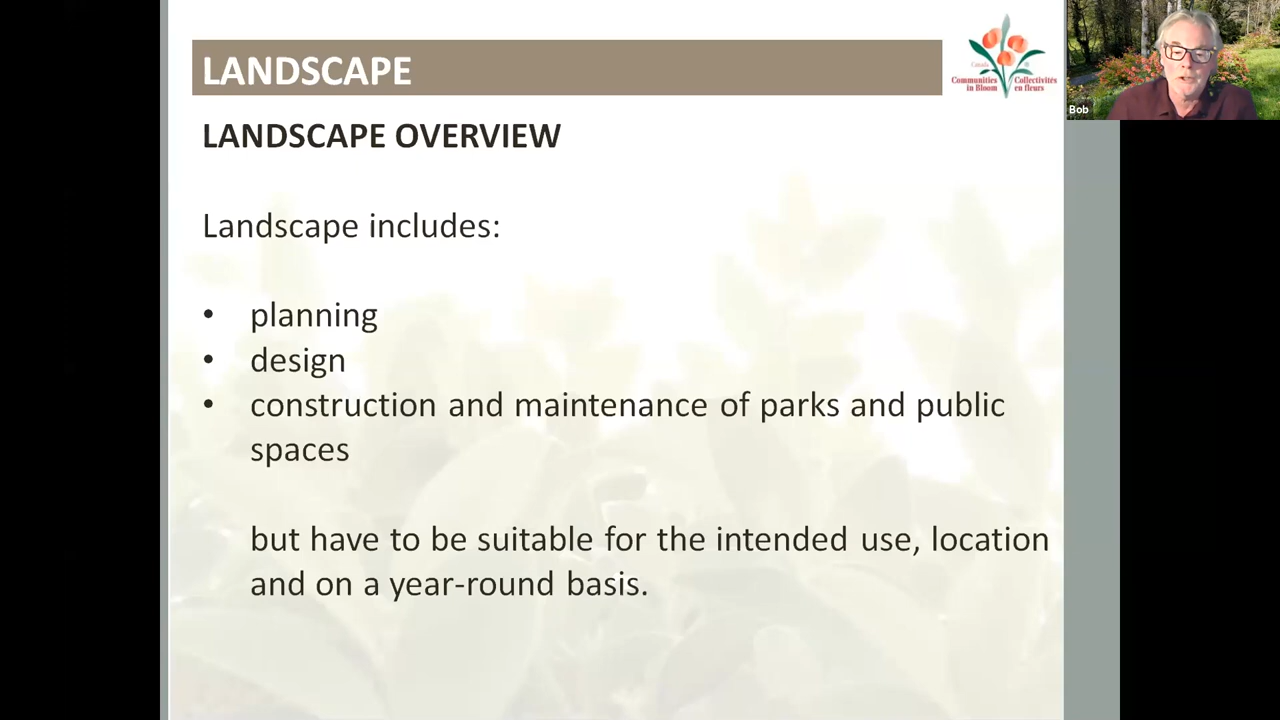 LANDSCAPE
Canada
Communities
in Bloom
Collectivités
en fleurs
Bob
LANDSCAPE OVERVIEW
Landscape includes:
• planning
• design
• construction and maintenance of parks and public
spaces
but have to be suitable for the intended use, location
and on a year-round basis.